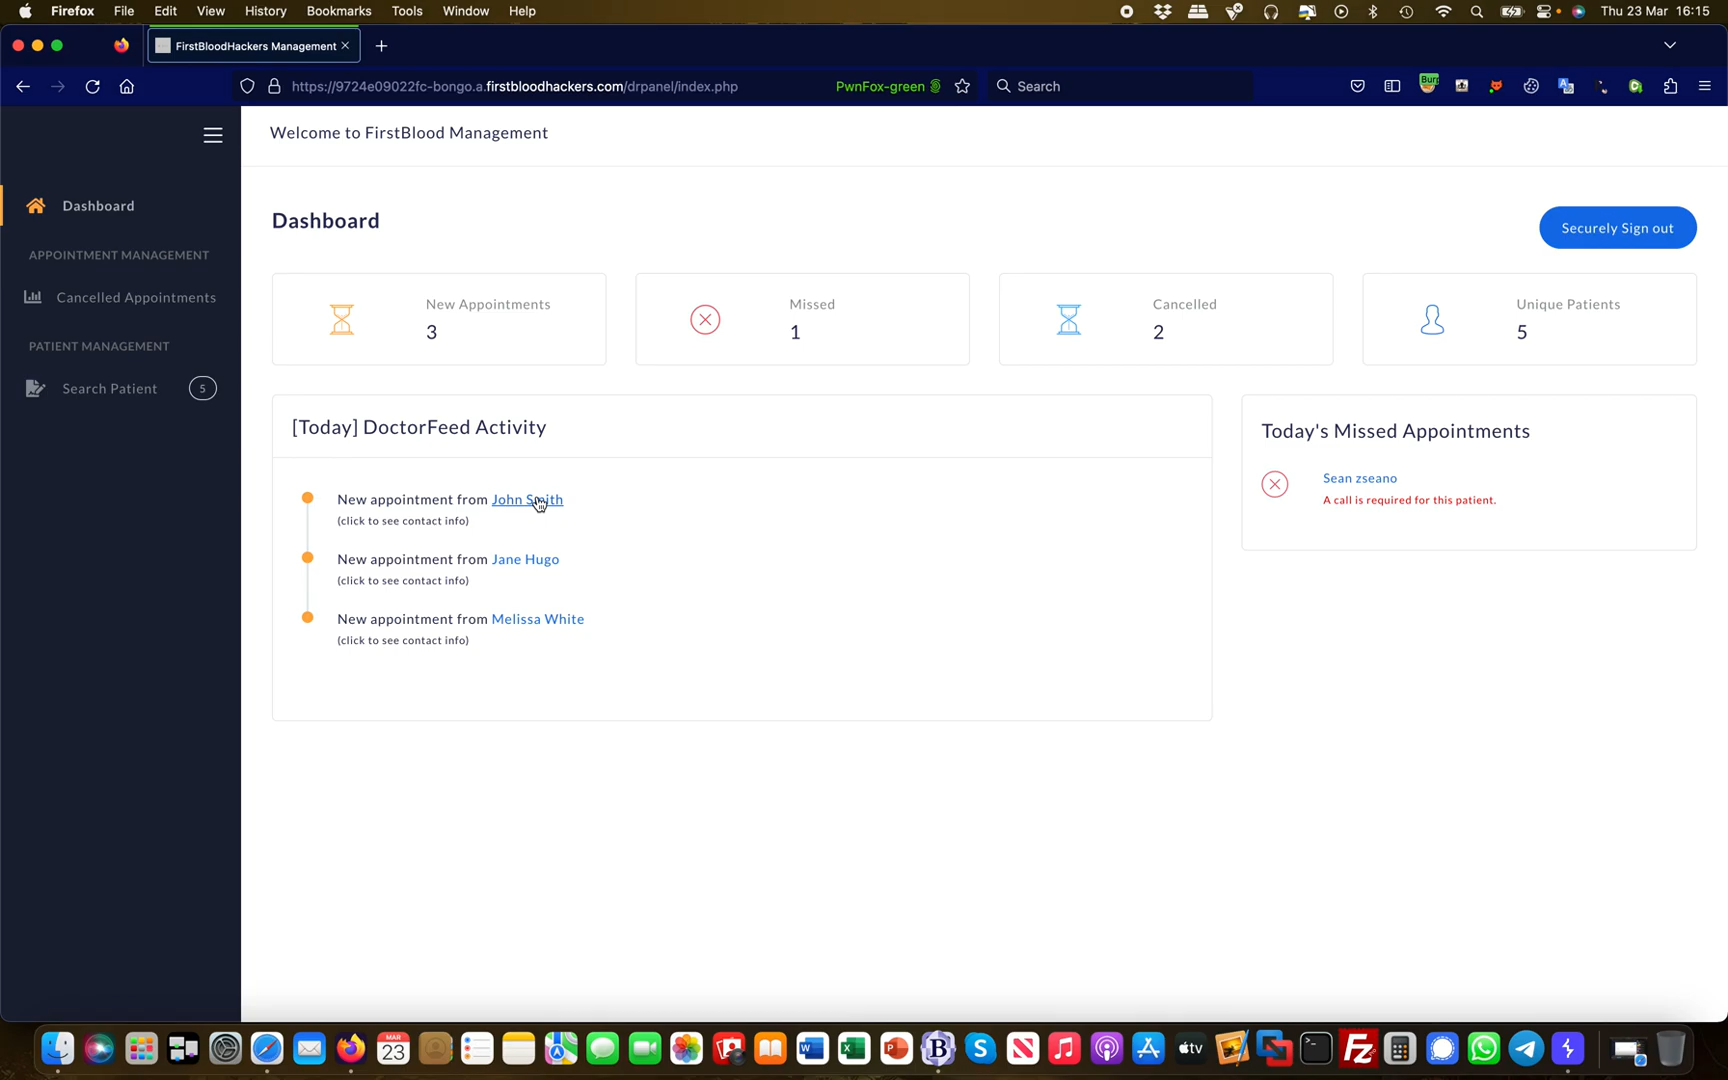 Firefox File Edit View History Bookmarks Tools Window Help Thu 23 Mar 16:15
FirstBloodHackers Management
https://9724e09022fc-bongo.a.firstbloodhackers.com/drpanel/index.php PwnFox-green Search Burp
Welcome to FirstBlood Management
Dashboard
APPOINTMENT MANAGEMENT
Cancelled Appointments
PATIENT MANAGEMENT
Search Patient 5
Dashboard
Securely Sign out
New Appointments
3
Missed
1
Cancelled
2
Unique Patients
5
[Today] DoctorFeed Activity
New appointment from John Smith
(click to see contact info)
New appointment from Jane Hugo
(click to see contact info)
New appointment from Melissa White
(click to see contact info)
Today's Missed Appointments
Sean zseano
A call is required for this patient.
MAR
23
tv